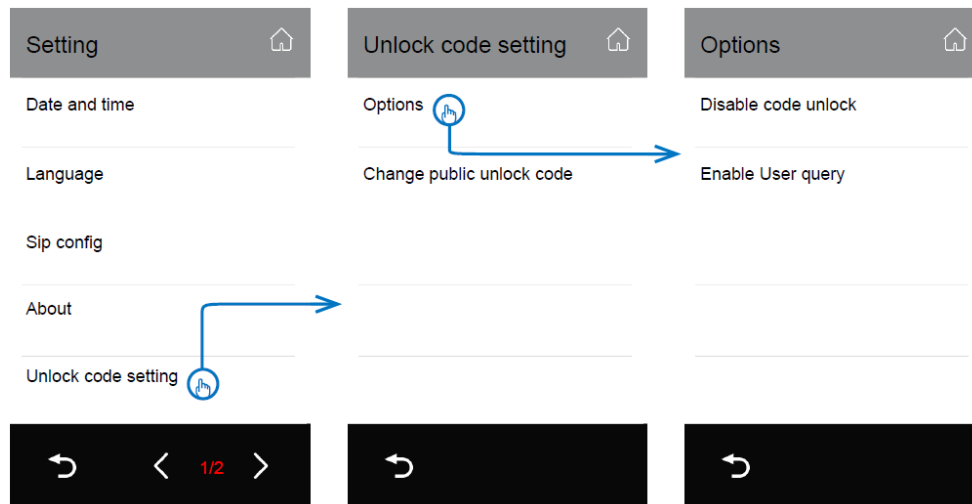 Setting
Date and time
Language
Sip config
About
Unlock code setting
1/2
Unlock code setting
Options
Change public unlock code
Options
Disable code unlock
Enable User query